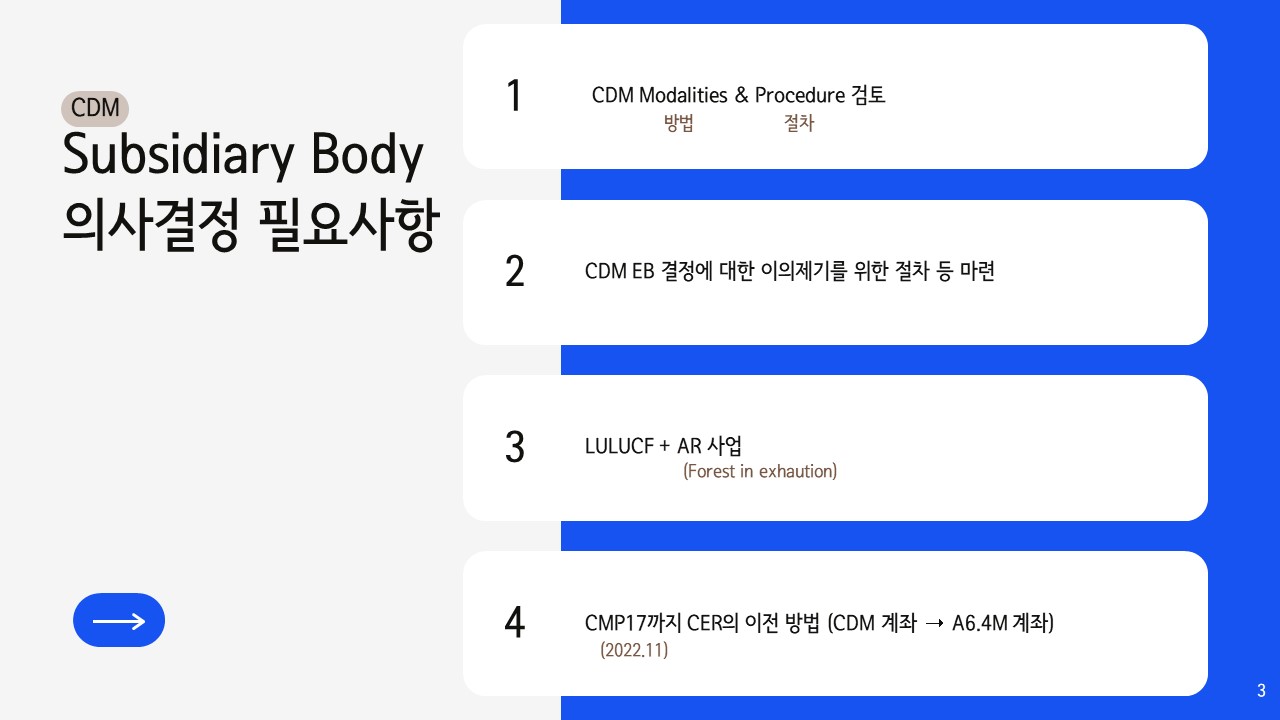 CDM
Subsidiary Body
의사결정 필요사항
1
CDM Modalities & Procedure 검토
방법 절차
2
CDM EB 결정에 대한 이의제기를 위한 절차 등 마련
3
LULUCF + AR 사업
(Forest in exhaution)
4
CMP17까지 CER의 이전 방법 (CDM 계좌 → A6.4M 계좌)
(2022.11)
3